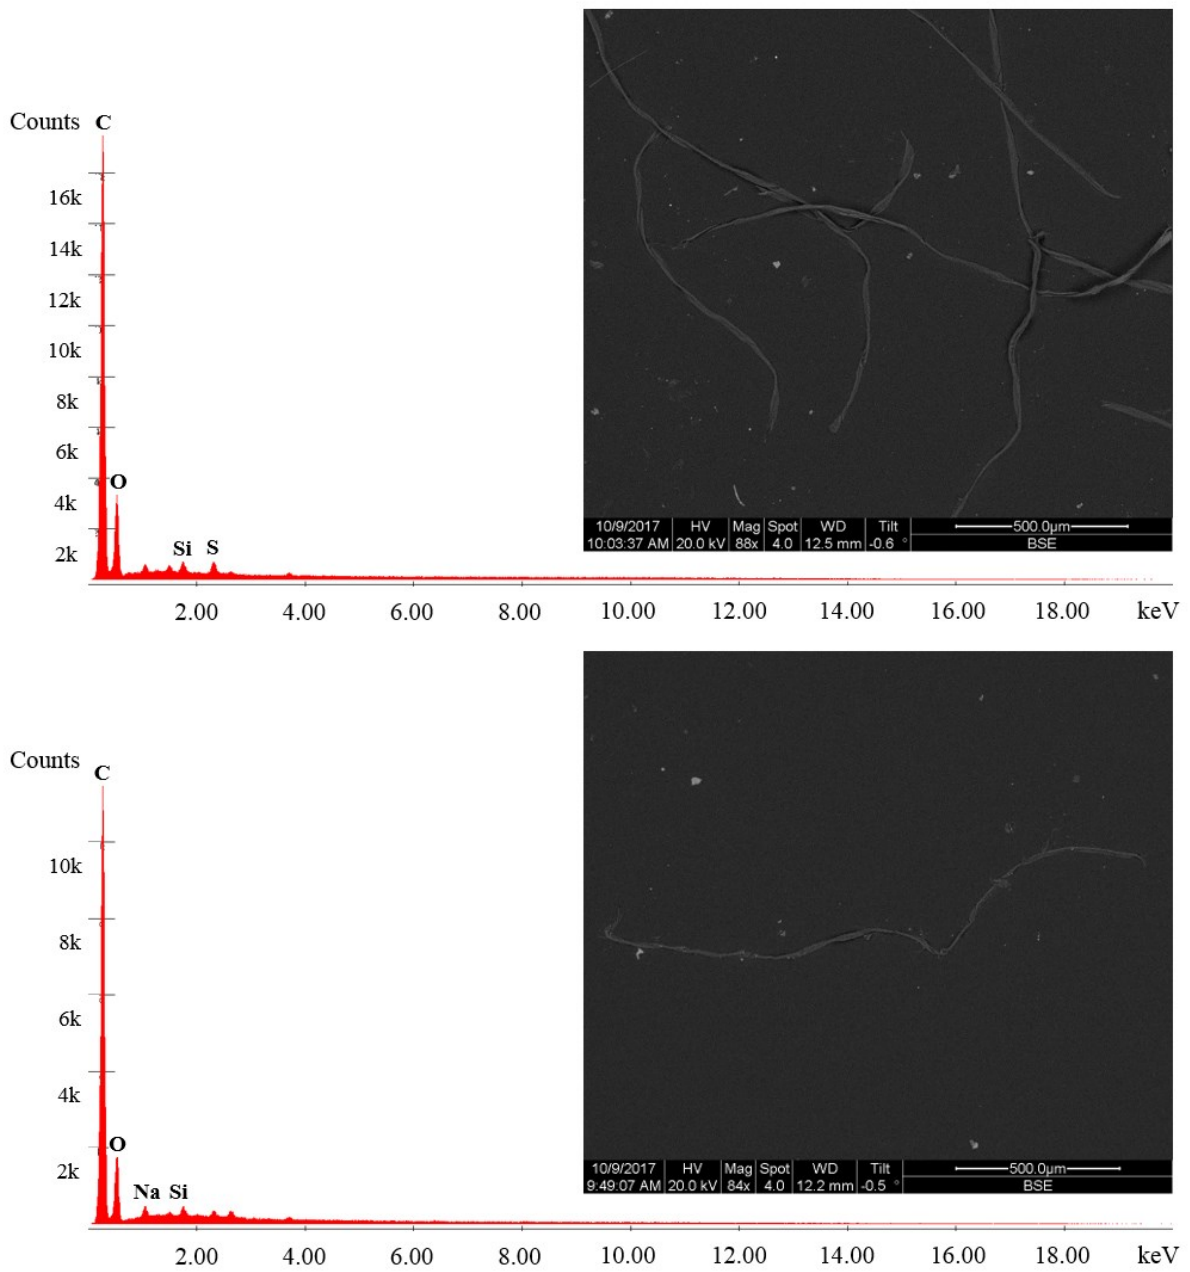 Counts C
16k
14k
12k
10k
8k
6k
O
4k
Si S
2k
2.00 4.00 6.00 8.00 10.00 12.00 14.00 16.00 18.00 keV
10/9/2017 HV Mag Spot WD Tilt 500.0µm
10:03:37 AM 20.0 kV 88x 4.0 12.5 mm -0.6 ° BSE
Counts
C
10k
8k
6k
4k
O
2k
Na Si
2.00 4.00 6.00 8.00 10.00 12.00 14.00 16.00 18.00 keV
10/9/2017 HV Mag Spot WD Tilt 500.0µm
9:49:07 AM 20.0 kV 84x 4.0 12.2 mm -0.5 ° BSE